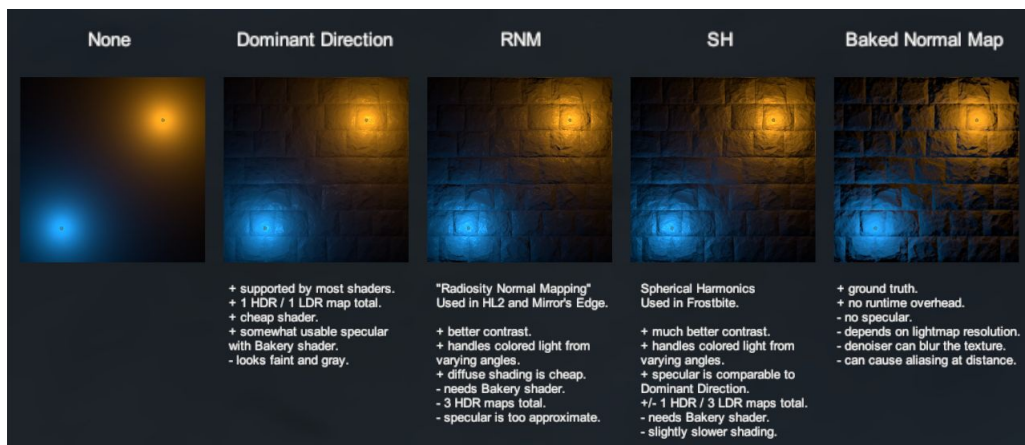 None
Dominant Direction
RNM
SH
Baked Normal Map
+ supported by most shaders.
+ 1 HDR / 1 LDR map total.
+ cheap shader.
+ somewhat usable specular
with Bakery shader.
- looks faint and gray.
"Radiosity Normal Mapping"
Used in HL2 and Mirror's Edge.
+ better contrast.
+ handles colored light from
varying angles.
+ diffuse shading is cheap.
- needs Bakery shader.
- 3 HDR maps total.
- specular is too approximate.
Spherical Harmonics
Used in Frostbite.
+ much better contrast.
+ handles colored light from
varying angles.
+ specular is comparable to
Dominant Direction.
+/- 1 HDR / 3 LDR maps total.
- needs Bakery shader.
- slightly slower shading.
+ ground truth.
+ no runtime overhead.
- no specular.
- depends on lightmap resolution.
- denoiser can blur the texture.
- can cause aliasing at distance.